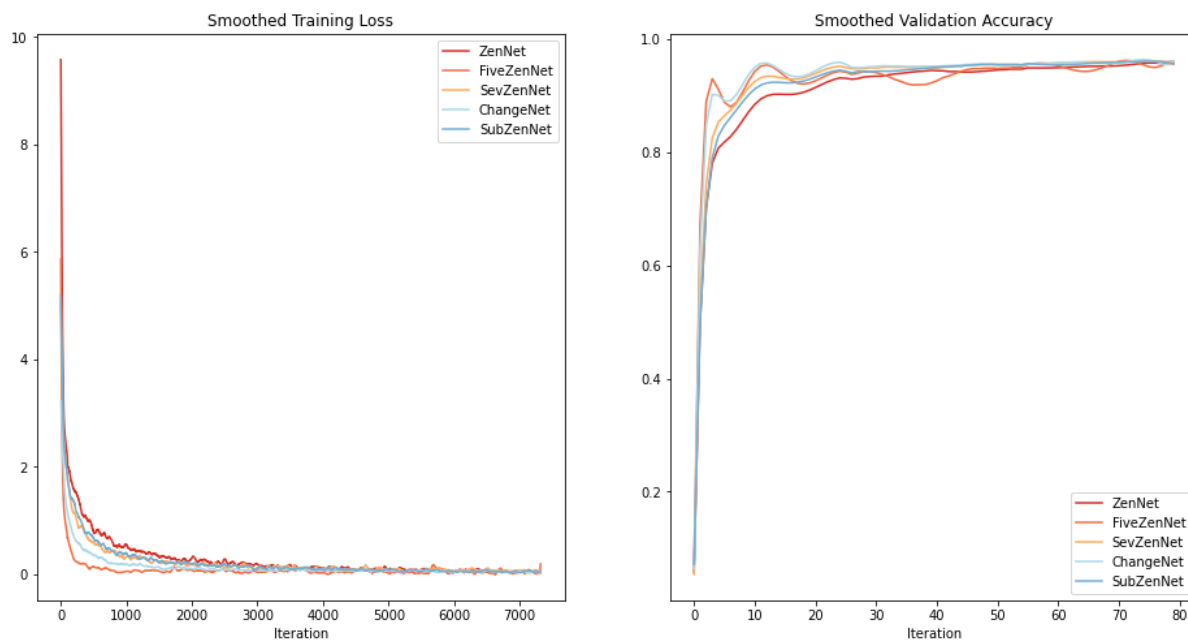 Smoothed Training Loss
10
8
6
4
2
0
0 1000 2000 3000 4000 5000 6000 7000
Iteration
ZenNet
FiveZenNet
SevZenNet
ChangeNet
SubZenNet
Smoothed Validation Accuracy
1.0
0.8
0.6
0.4
0.2
0 10 20 30 40 50 60 70 80
Iteration
ZenNet
FiveZenNet
SevZenNet
ChangeNet
SubZenNet